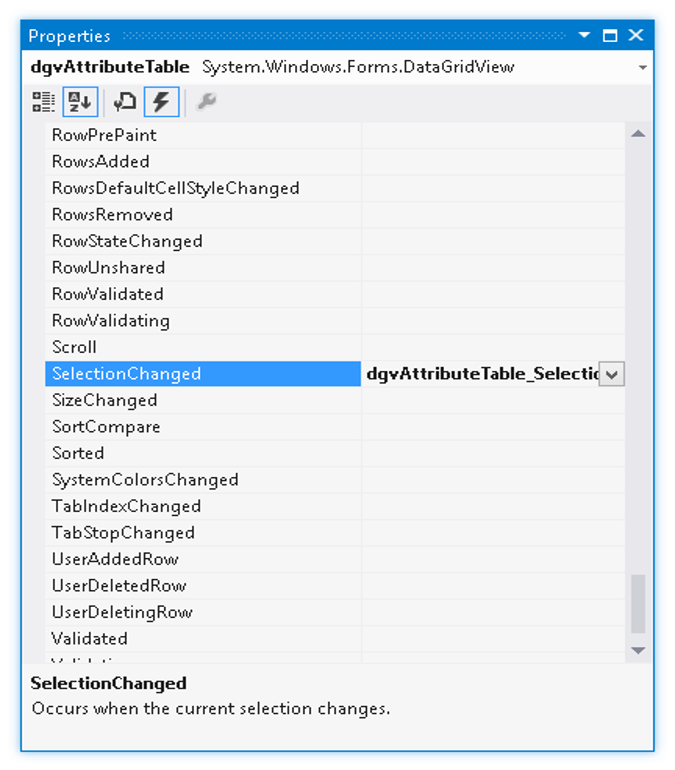 Properties
dgvAttributeTable System.Windows.Forms.DataGridView
RowPrePaint
RowsAdded
RowsDefaultCellStyleChanged
RowsRemoved
RowStateChanged
RowUnshared
RowValidated
RowValidating
Scroll
SelectionChanged dgvAttributeTable_Selectio
SizeChanged
SortCompare
Sorted
SystemColorsChanged
TabIndexChanged
TabStopChanged
UserAddedRow
UserDeletedRow
UserDeletingRow
Validated
SelectionChanged
Occurs when the current selection changes.